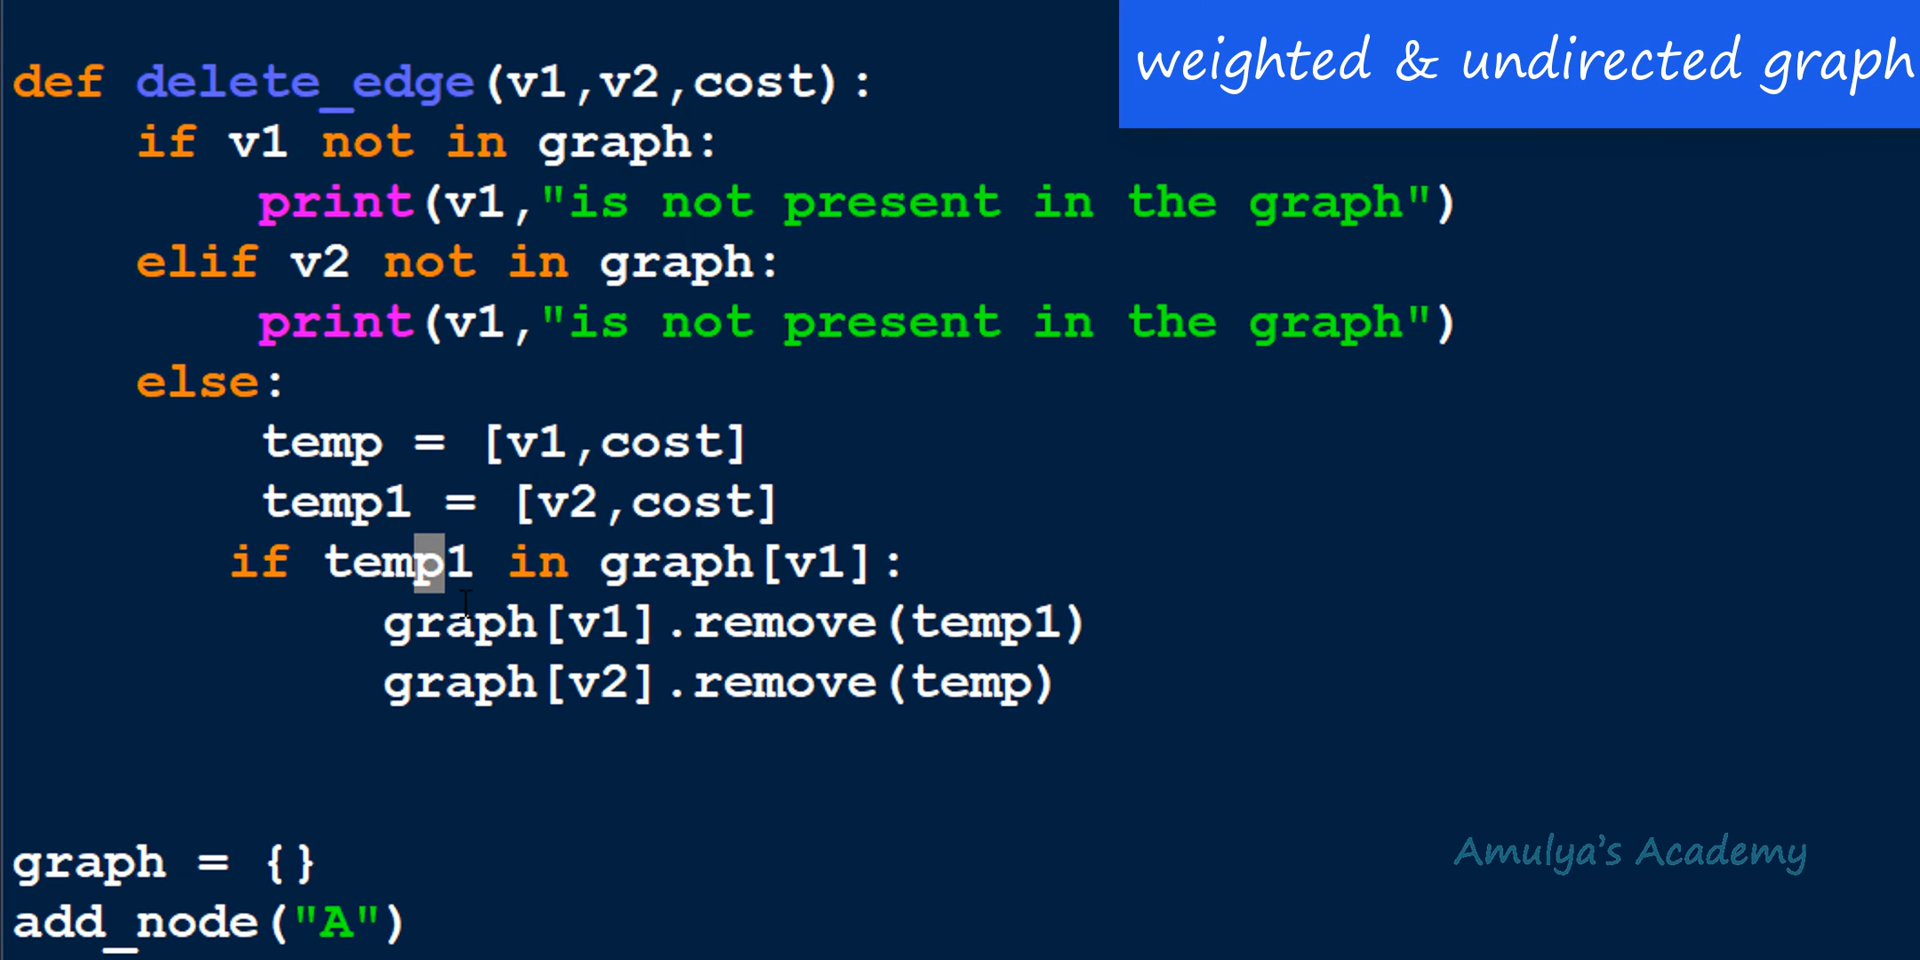 weighted & undirected graph
def delete_edge(v1,v2,cost):
    if v1 not in graph:
        print(v1,"is not present in the graph")
    elif v2 not in graph:
        print(v1,"is not present in the graph")
    else:
        temp = [v1,cost]
        temp1 = [v2,cost]
      if temp1 in graph[v1]:
            graph[v1].remove(temp1)
            graph[v2].remove(temp)
Amulya's Academy
graph = {}
add_node("A")